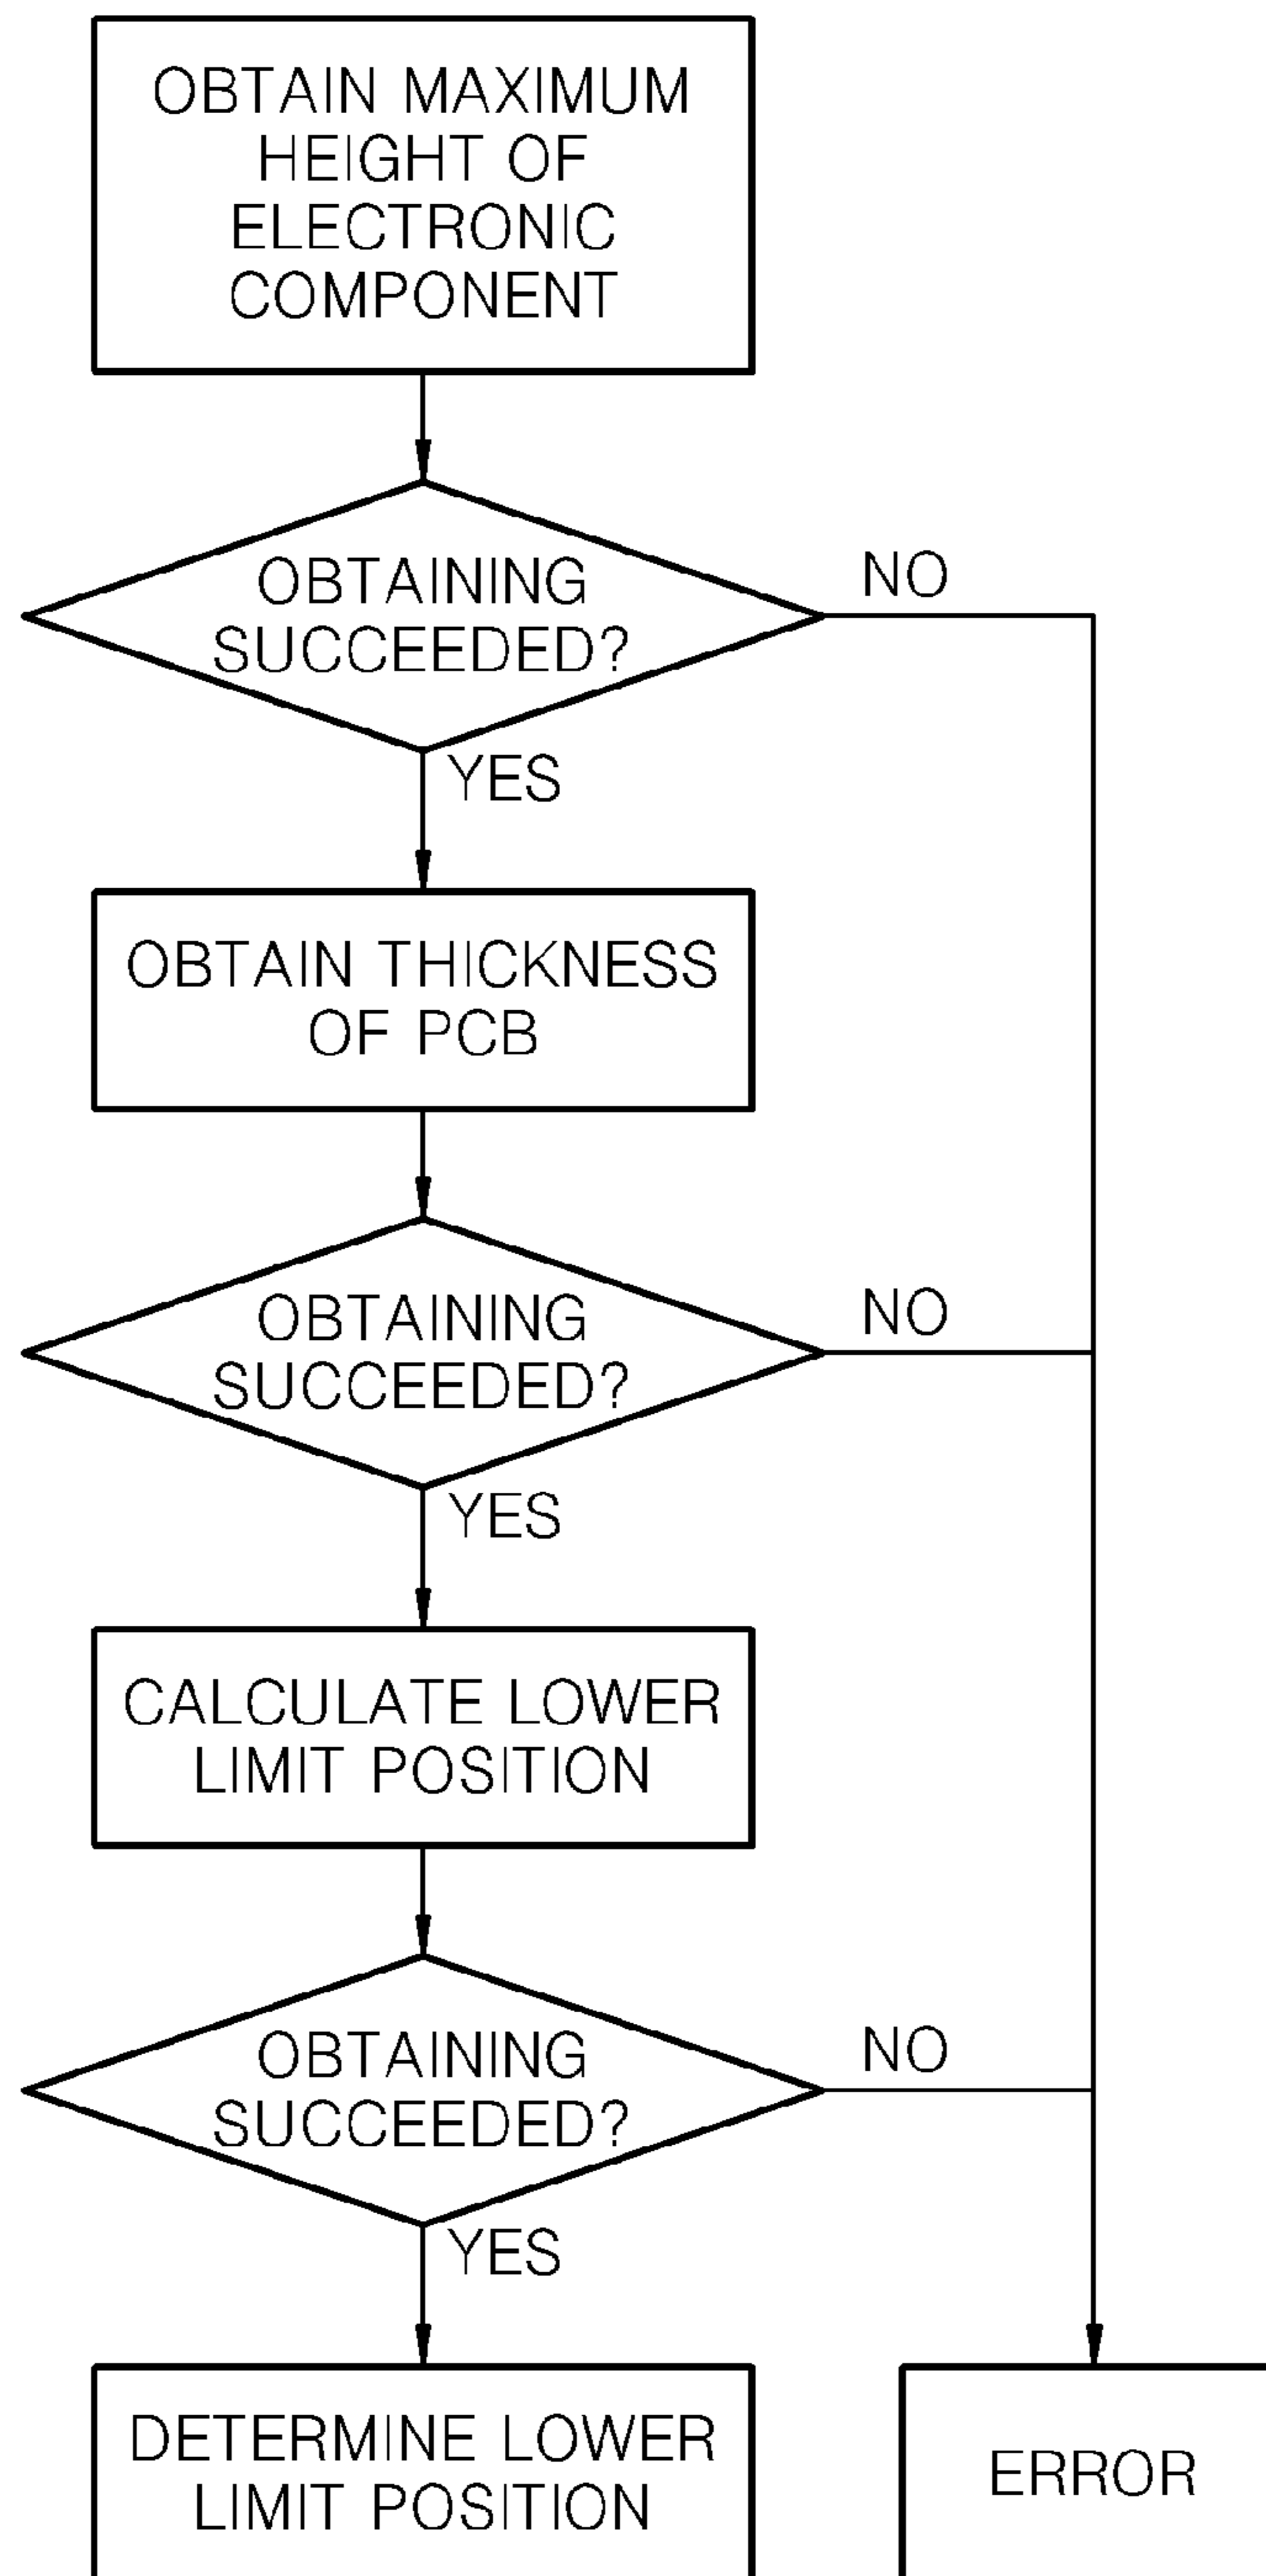 OBTAIN MAXIMUM
HEIGHT OF
ELECTRONIC
COMPONENT
OBTAINING
SUCCEEDED?
NO
YES
OBTAIN THICKNESS
OF PCB
OBTAINING
SUCCEEDED?
NO
YES
CALCULATE LOWER
LIMIT POSITION
OBTAINING
SUCCEEDED?
NO
YES
DETERMINE LOWER
LIMIT POSITION
ERROR